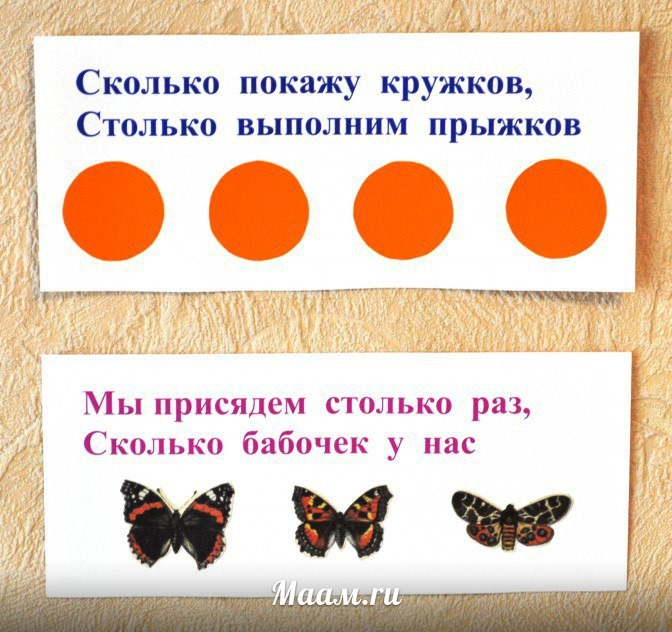 Сколько покажу кружков,
Столько выполним прыжков
Мы присядем столько раз,
Сколько бабочек у нас
Маам.ru